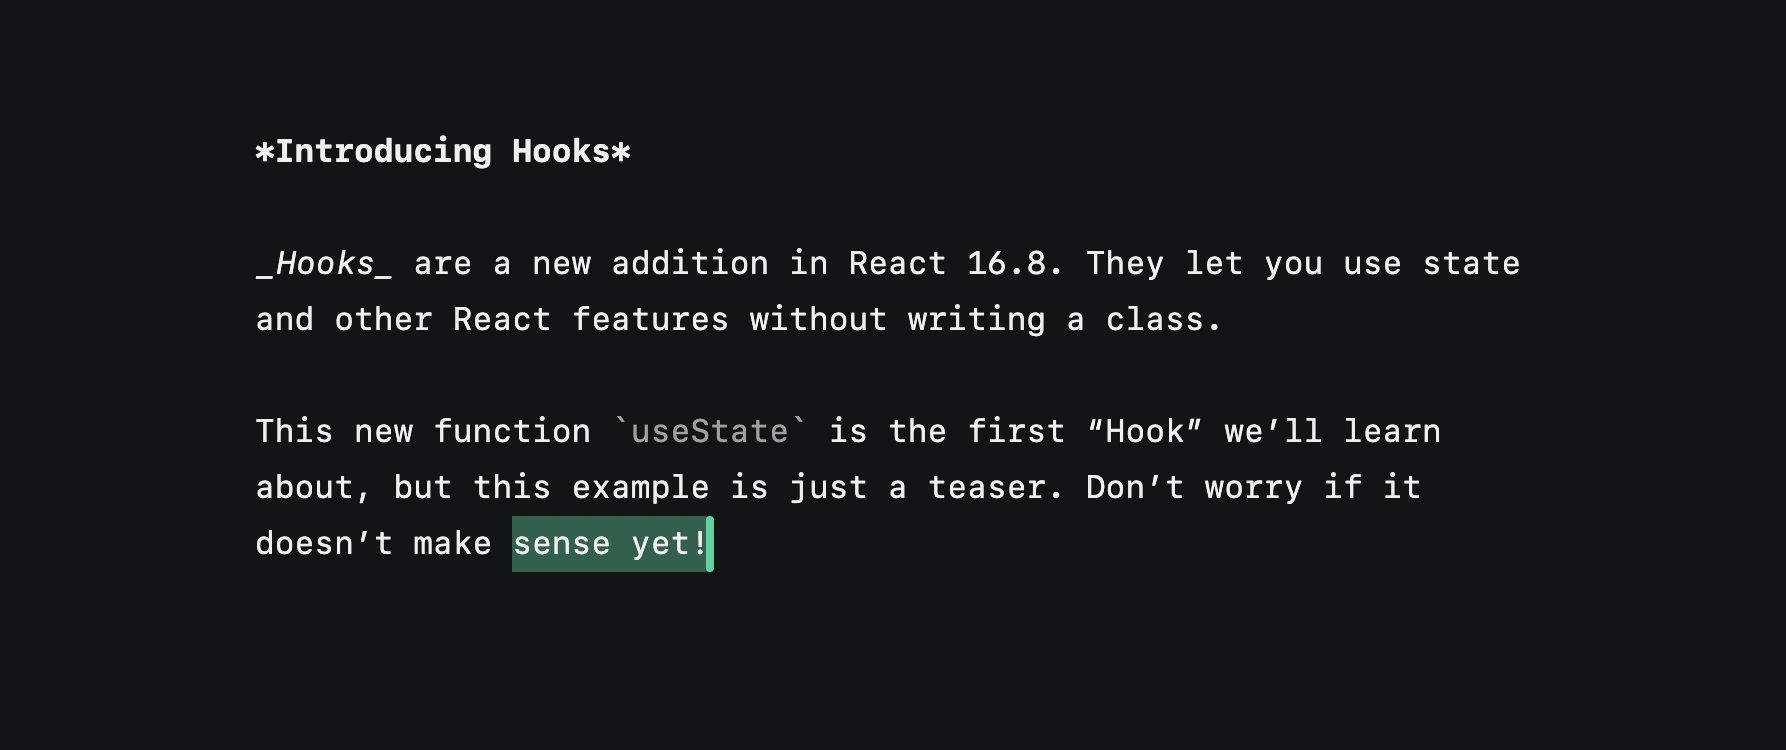 *Introducing Hooks*
_Hooks_ are a new addition in React 16.8. They let you use state
and other React features without writing a class.
This new function `useState` is the first “Hook” we’ll learn
about, but this example is just a teaser. Don’t worry if it
doesn’t make sense yet!